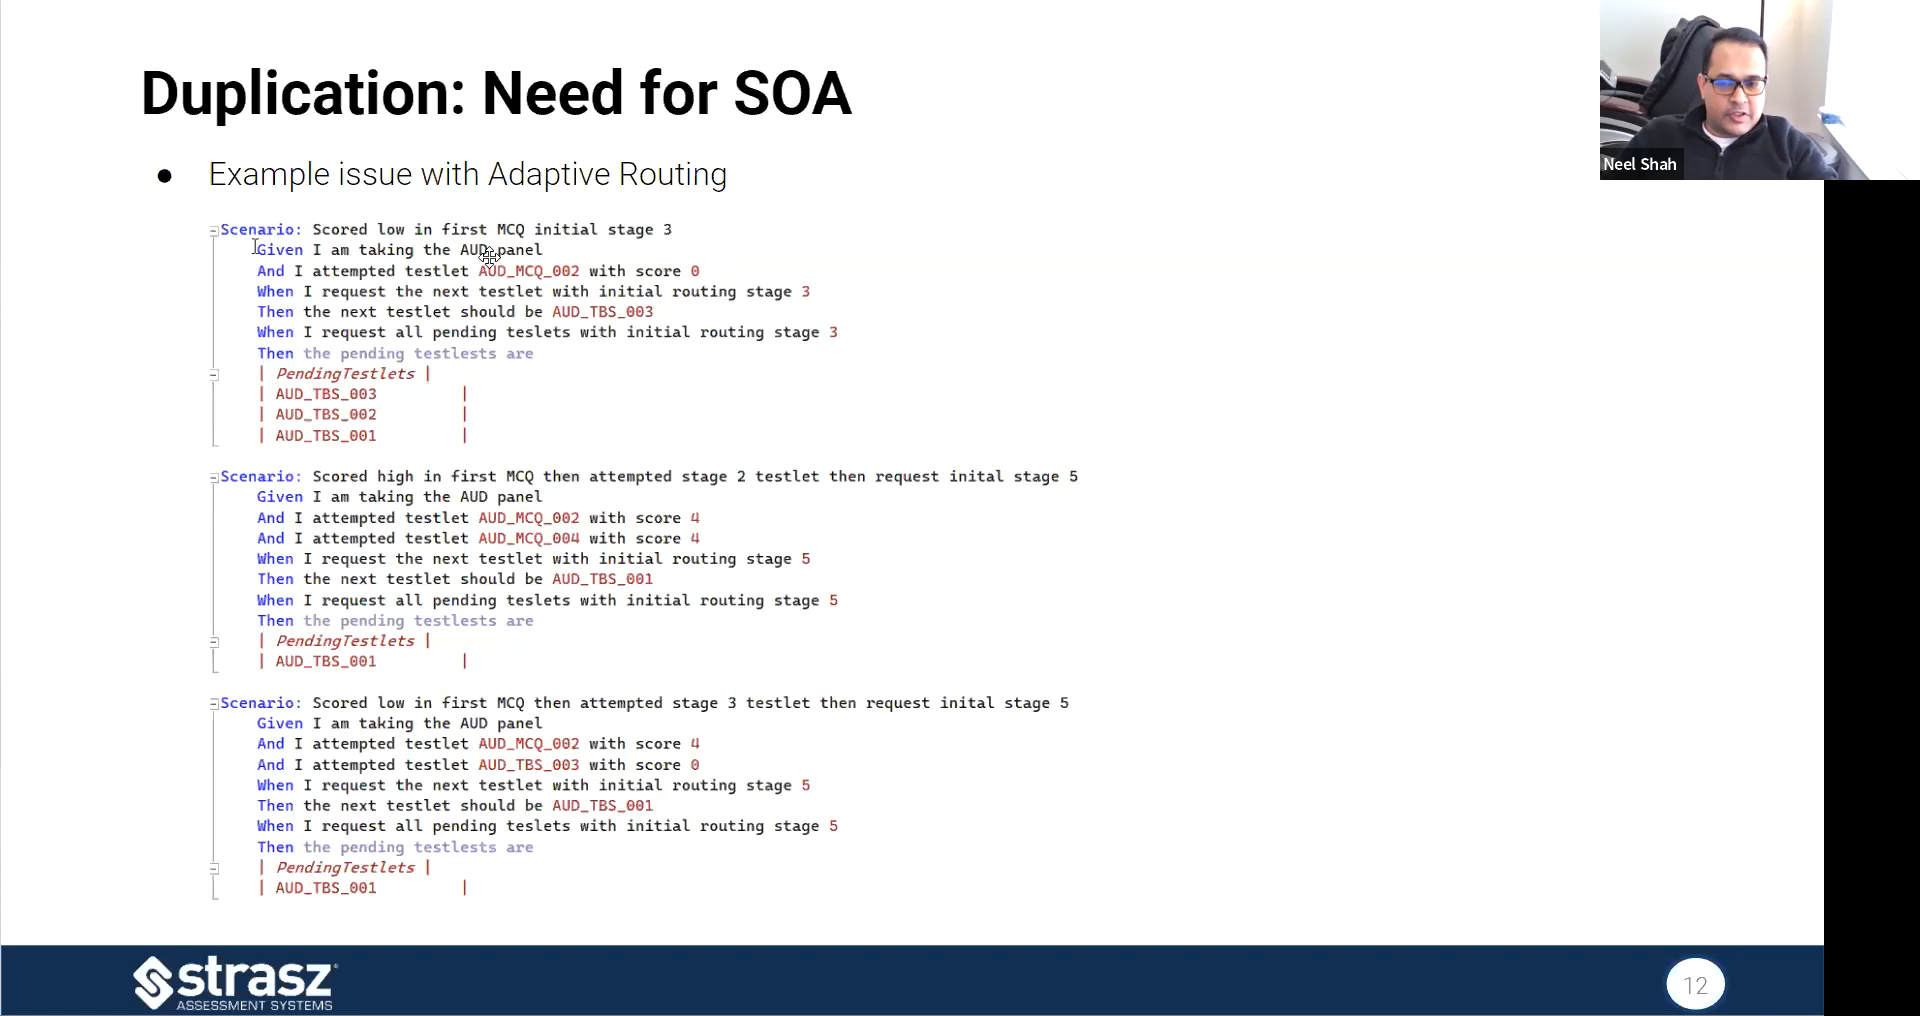 Duplication: Need for SOA
● Example issue with Adaptive Routing
Scenario: Scored low in first MCQ initial stage 3
Given I am taking the AUD panel
And I attempted testlet AUD_MCQ_002 with score 0
When I request the next testlet with initial routing stage 3
Then the next testlet should be AUD_TBS_003
When I request all pending teslets with initial routing stage 3
Then the pending testlests are
| PendingTestlets |
| AUD_TBS_003 |
| AUD_TBS_002 |
| AUD_TBS_001 |
Scenario: Scored high in first MCQ then attempted stage 2 testlet then request inital stage 5
Given I am taking the AUD panel
And I attempted testlet AUD_MCQ_002 with score 4
And I attempted testlet AUD_MCQ_004 with score 4
When I request the next testlet with initial routing stage 5
Then the next testlet should be AUD_TBS_001
When I request all pending teslets with initial routing stage 5
Then the pending testlests are
| PendingTestlets |
| AUD_TBS_001 |
Scenario: Scored low in first MCQ then attempted stage 3 testlet then request inital stage 5
Given I am taking the AUD panel
And I attempted testlet AUD_MCQ_002 with score 4
And I attempted testlet AUD_TBS_003 with score 0
When I request the next testlet with initial routing stage 5
Then the next testlet should be AUD_TBS_001
When I request all pending teslets with initial routing stage 5
Then the pending testlests are
| PendingTestlets |
| AUD_TBS_001 |
strasz
ASSESSMENT SYSTEMS
12
Neel Shah